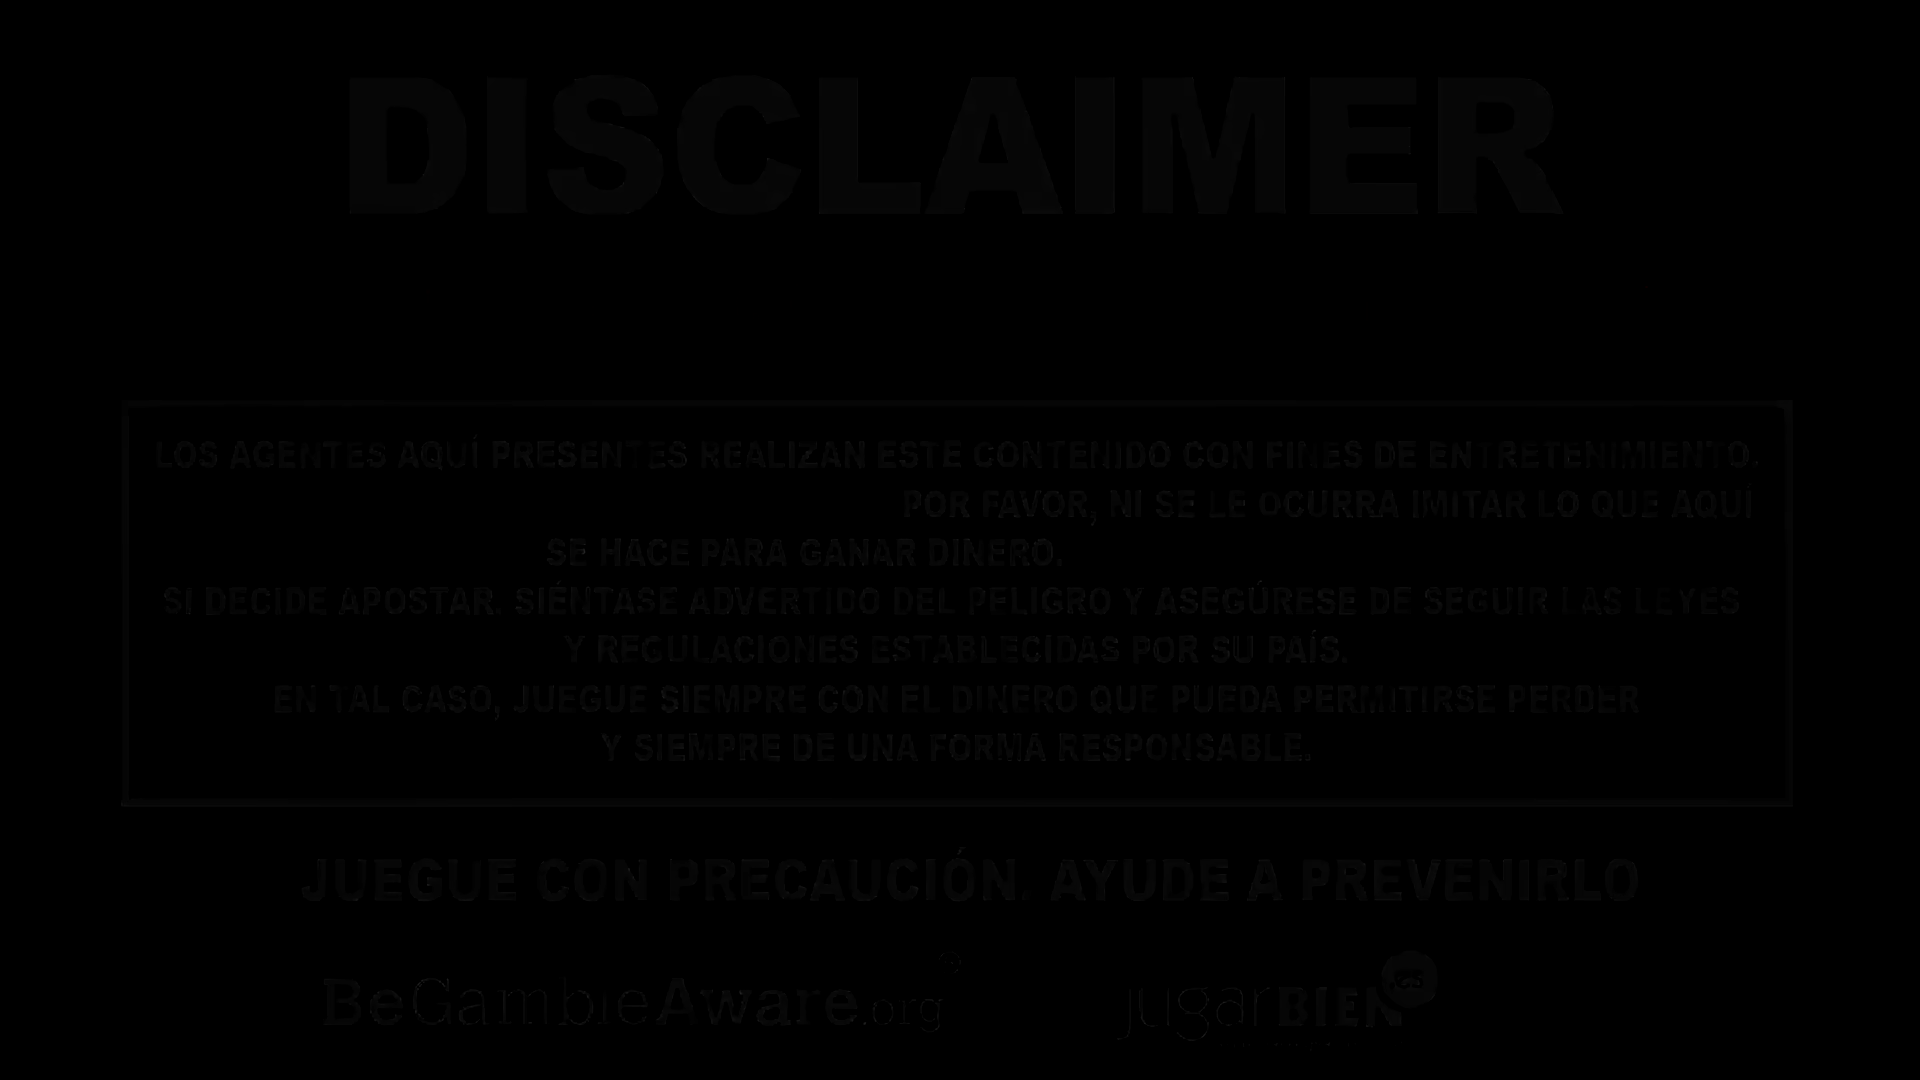 DISCLAIMER
LOS AGENTES AQUÍ PRESENTES REALIZAN ESTE CONTENIDO CON FINES DE ENTRETENIMIENTO.
POR FAVOR, NI SE LE OCURRA IMITAR LO QUE AQUÍ
SE HACE PARA GANAR DINERO.
SI DECIDE APOSTAR, SIÉNTASE ADVERTIDO DEL PELIGRO Y ASEGÚRESE DE SEGUIR LAS LEYES
Y REGULACIONES ESTABLECIDAS POR SU PAÍS.
EN TAL CASO, JUEGUE SIEMPRE CON EL DINERO QUE PUEDA PERMITIRSE PERDER
Y SIEMPRE DE UNA FORMA RESPONSABLE.
JUEGUE CON PRECAUCIÓN. AYUDE A PREVENIRLO
BeGambleAware.org
jugarBIEN.es